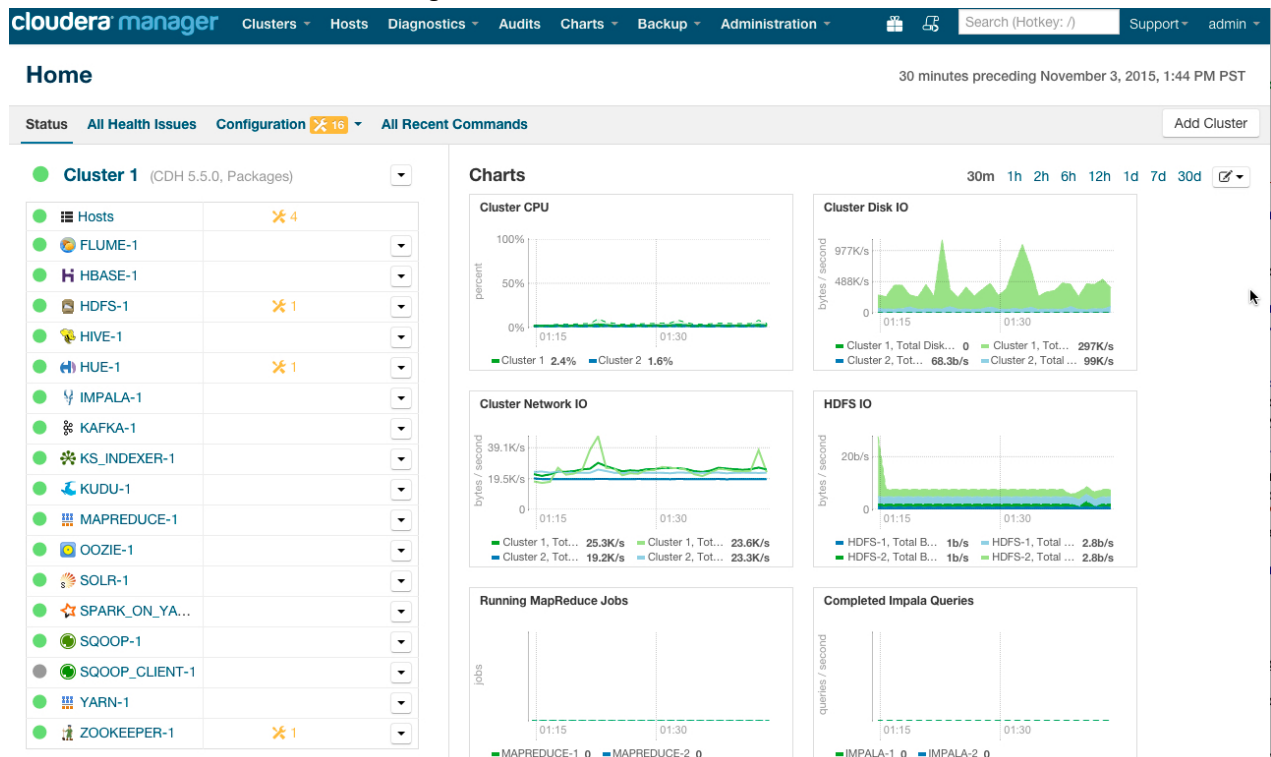 cloudera manager Clusters Hosts Diagnostics Audits Charts Backup Administration Search (Hotkey: /) Support admin
Home
30 minutes preceding November 3, 2015, 1:44 PM PST
Status All Health Issues Configuration 16 All Recent Commands Add Cluster
Cluster 1 (CDH 5.5.0, Packages)
Hosts 4
FLUME-1
HBASE-1
HDFS-1 1
HIVE-1
HUE-1 1
IMPALA-1
KAFKA-1
KS_INDEXER-1
KUDU-1
MAPREDUCE-1
OOZIE-1
SOLR-1
SPARK_ON_YA...
SQOOP-1
SQOOP_CLIENT-1
YARN-1
ZOOKEEPER-1 1
Charts
30m 1h 2h 6h 12h 1d 7d 30d
Cluster CPU
percent
100%
50%
0%
01:15 01:30
Cluster 1 2.4% Cluster 2 1.6%
Cluster Disk IO
bytes / second
977K/s
488K/s
0
01:15 01:30
Cluster 1, Total Disk... 0 Cluster 1, Tot... 297K/s
Cluster 2, Tot... 68.3b/s Cluster 2, Total ... 99K/s
Cluster Network IO
bytes / second
39.1K/s
19.5K/s
0
01:15 01:30
Cluster 1, Tot... 25.3K/s Cluster 1, Tot... 23.6K/s
Cluster 2, Tot... 19.2K/s Cluster 2, Tot... 23.3K/s
HDFS IO
bytes / second
20b/s
0
01:15 01:30
HDFS-1, Total B... 1b/s HDFS-1, Total ... 2.8b/s
HDFS-2, Total B... 1b/s HDFS-2, Total ... 2.8b/s
Running MapReduce Jobs
jobs
01:15 01:30
MAPREDUCE-1 0 MAPREDUCE-2 0
Completed Impala Queries
queries / second
01:15 01:30
IMPALA-1 0 IMPALA-2 0